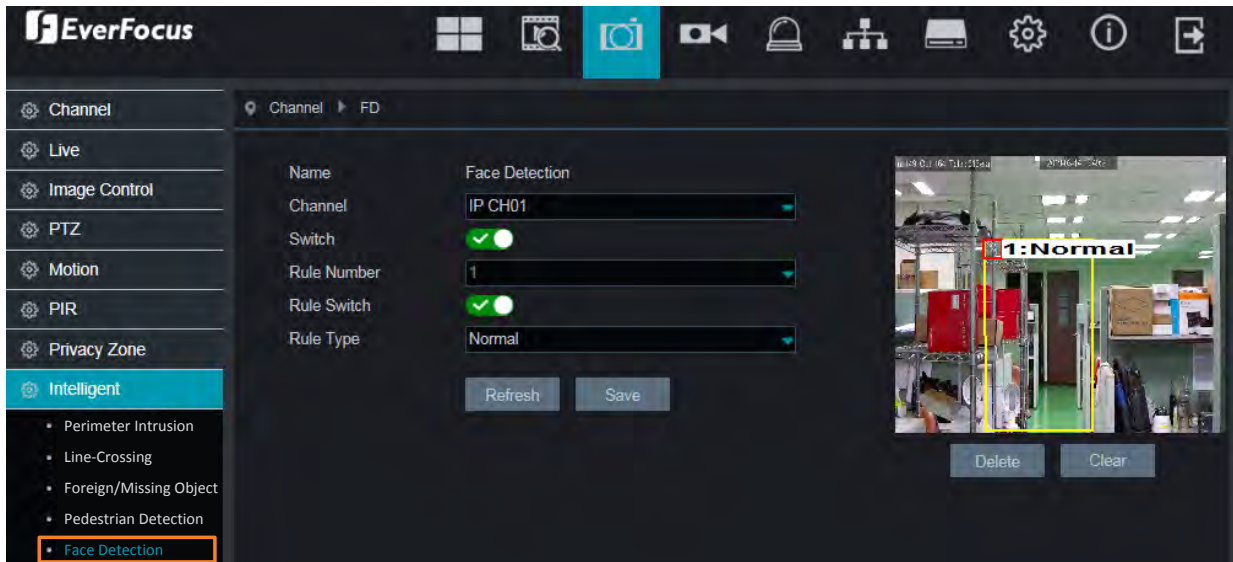 EverFocus
Channel
Live
Image Control
PTZ
Motion
PIR
Privacy Zone
Intelligent
Perimeter Intrusion
Line-Crossing
Foreign/Missing Object
Pedestrian Detection
Face Detection
Channel FD
Name Face Detection
Channel IP CH01
Switch
Rule Number 1
Rule Switch
Rule Type Normal
Refresh Save
1:Normal
Delete Clear